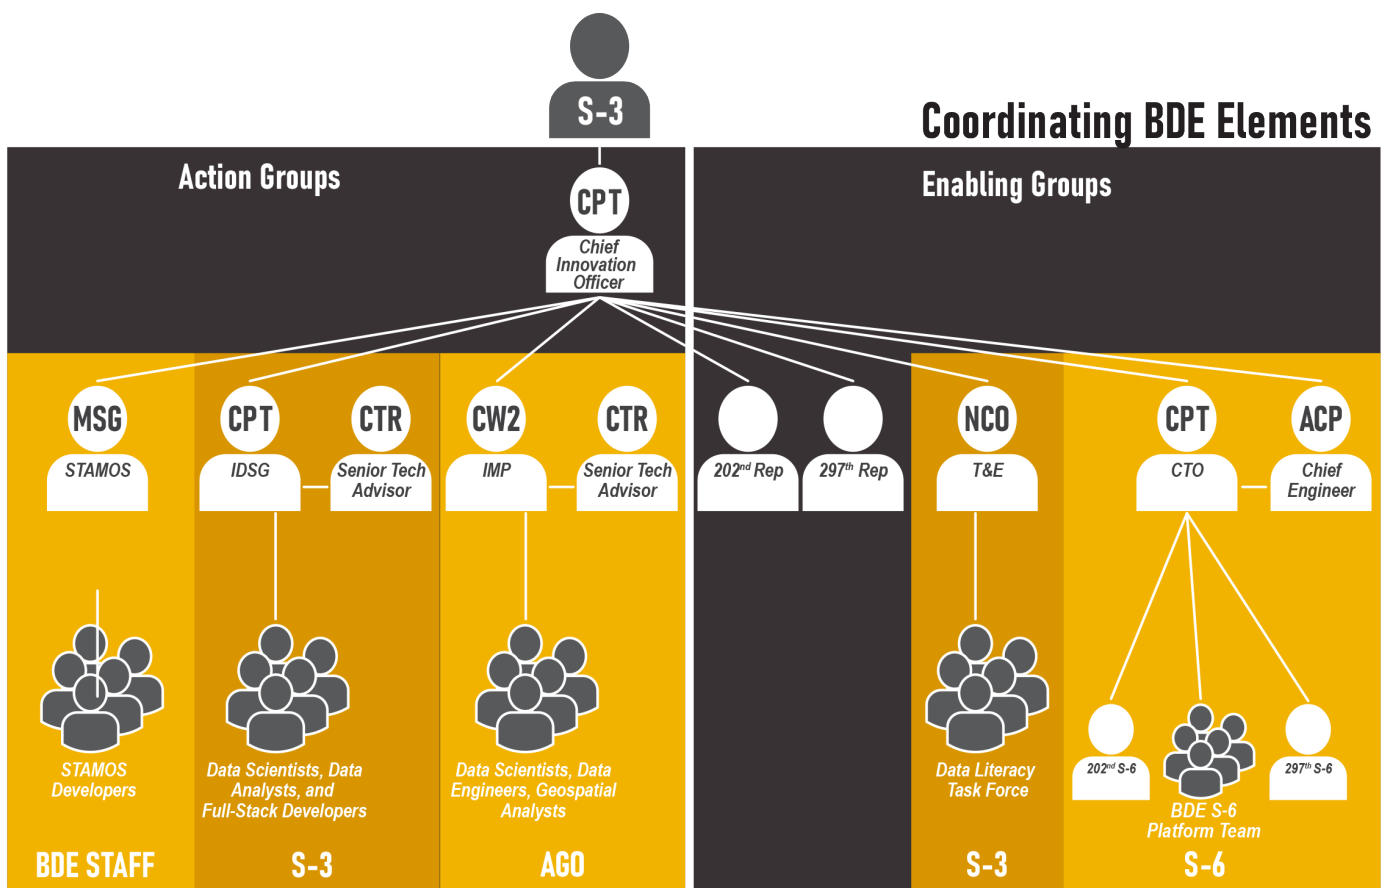 S-3
Coordinating BDE Elements
Action Groups
Enabling Groups
CPT
Chief
Innovation
Officer
MSG
STAMOS
CPT
IDSG
CTR
Senior Tech
Advisor
CW2
IMP
CTR
Senior Tech
Advisor
202nd Rep
297th Rep
NCO
T&E
CPT
CTO
ACP
Chief
Engineer
STAMOS
Developers
Data Scientists, Data
Analysts, and
Full-Stack Developers
Data Scientists, Data
Engineers, Geospatial
Analysts
Data Literacy
Task Force
202nd S-6
BDE S-6
Platform Team
297th S-6
BDE STAFF
S-3
AGO
S-3
S-6